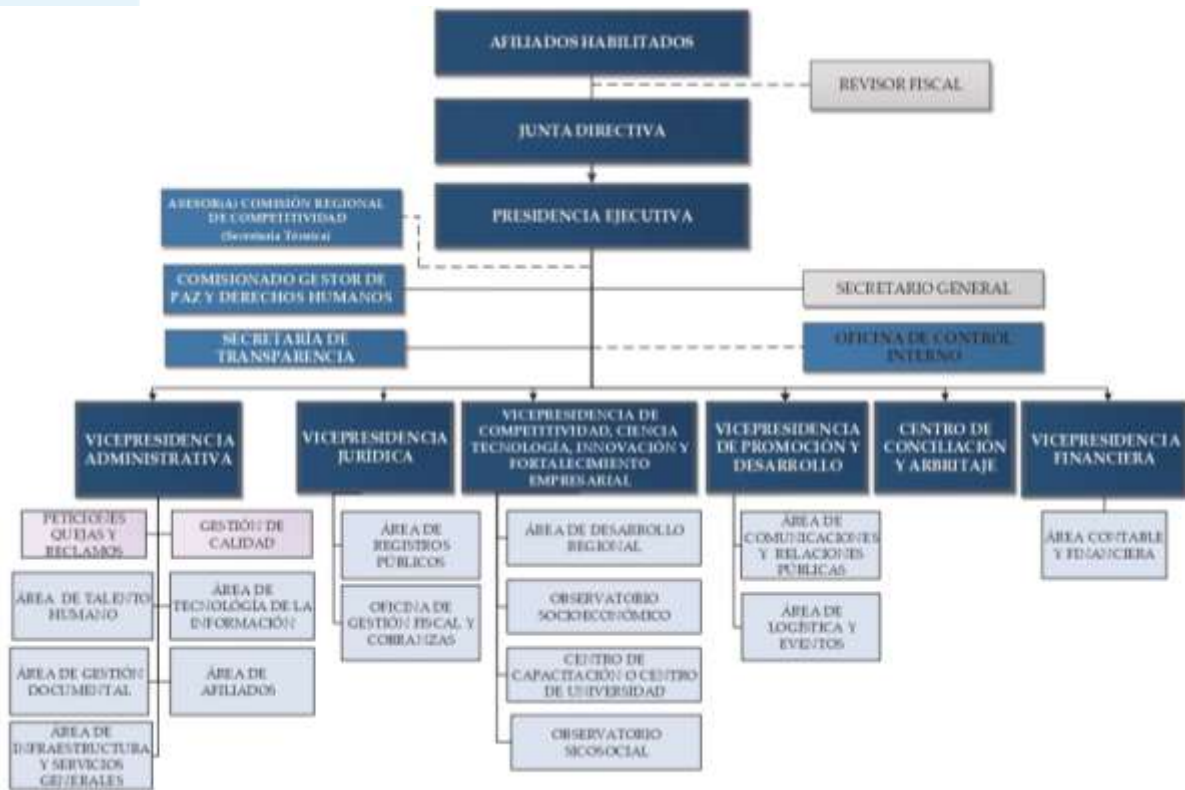 AFILIADOS HABILITADOS
REVISOR FISCAL
JUNTA DIRECTIVA
ASESOR(A) COMISIÓN REGIONAL
DE COMPETITIVIDAD
(Secretaría Técnica)
PRESIDENCIA EJECUTIVA
COMISIONADO GESTOR DE
PAZ Y DERECHOS HUMANOS
SECRETARIO GENERAL
SECRETARÍA DE
TRANSPARENCIA
OFICINA DE CONTROL
INTERNO
VICEPRESIDENCIA
ADMINISTRATIVA
VICEPRESIDENCIA
JURÍDICA
VICEPRESIDENCIA DE
COMPETITIVIDAD, CIENCIA
TECNOLOGÍA, INNOVACIÓN Y
FORTALECIMIENTO
EMPRESARIAL
VICEPRESIDENCIA
DE PROMOCIÓN Y
DESARROLLO
CENTRO DE
CONCILIACIÓN
Y ARBITRAJE
VICEPRESIDENCIA
FINANCIERA
PETICIONES
QUEJAS Y
RECLAMOS
GESTIÓN DE
CALIDAD
ÁREA DE TALENTO
HUMANO
ÁREA DE
TECNOLOGÍA DE LA
INFORMACIÓN
ÁREA DE GESTIÓN
DOCUMENTAL
ÁREA DE
AFILIADOS
ÁREA DE
INFRAESTRUCTURA
Y SERVICIOS
GENERALES
ÁREA DE
REGISTROS
PÚBLICOS
OFICINA DE
GESTIÓN FISCAL Y
COBRANZAS
ÁREA DE DESARROLLO
REGIONAL
OBSERVATORIO
SOCIOECONÓMICO
CENTRO DE
CAPACITACIÓN O CENTRO
DE UNIVERSIDAD
OBSERVATORIO
SICOSOCIAL
ÁREA DE
COMUNICACIONES
Y RELACIONES
PÚBLICAS
ÁREA DE
LOGÍSTICA Y
EVENTOS
ÁREA CONTABLE
Y FINANCIERA